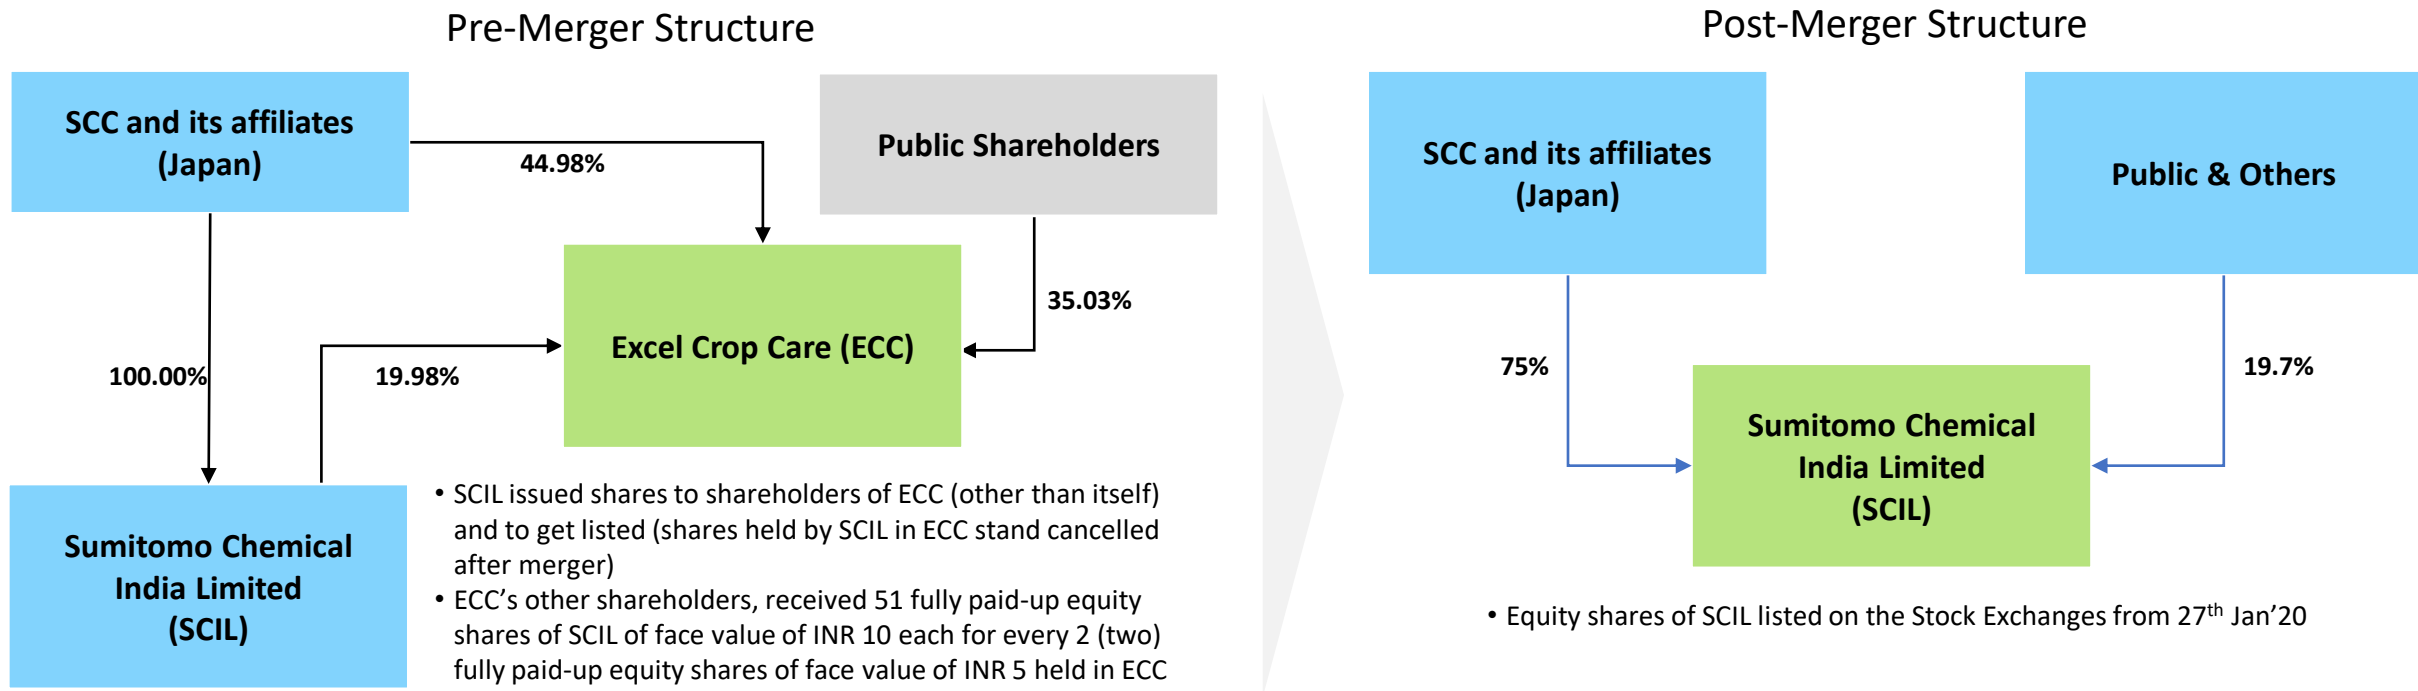 Pre-Merger Structure
SCC and its affiliates
(Japan)
44.98%
Public Shareholders
35.03%
Excel Crop Care (ECC)
100.00%
19.98%
Sumitomo Chemical
India Limited
(SCIL)
• SCIL issued shares to shareholders of ECC (other than itself)
and to get listed (shares held by SCIL in ECC stand cancelled
after merger)
• ECC’s other shareholders, received 51 fully paid-up equity
shares of SCIL of face value of INR 10 each for every 2 (two)
fully paid-up equity shares of face value of INR 5 held in ECC
Post-Merger Structure
SCC and its affiliates
(Japan)
Public & Others
75%
19.7%
Sumitomo Chemical
India Limited
(SCIL)
• Equity shares of SCIL listed on the Stock Exchanges from 27th Jan’20